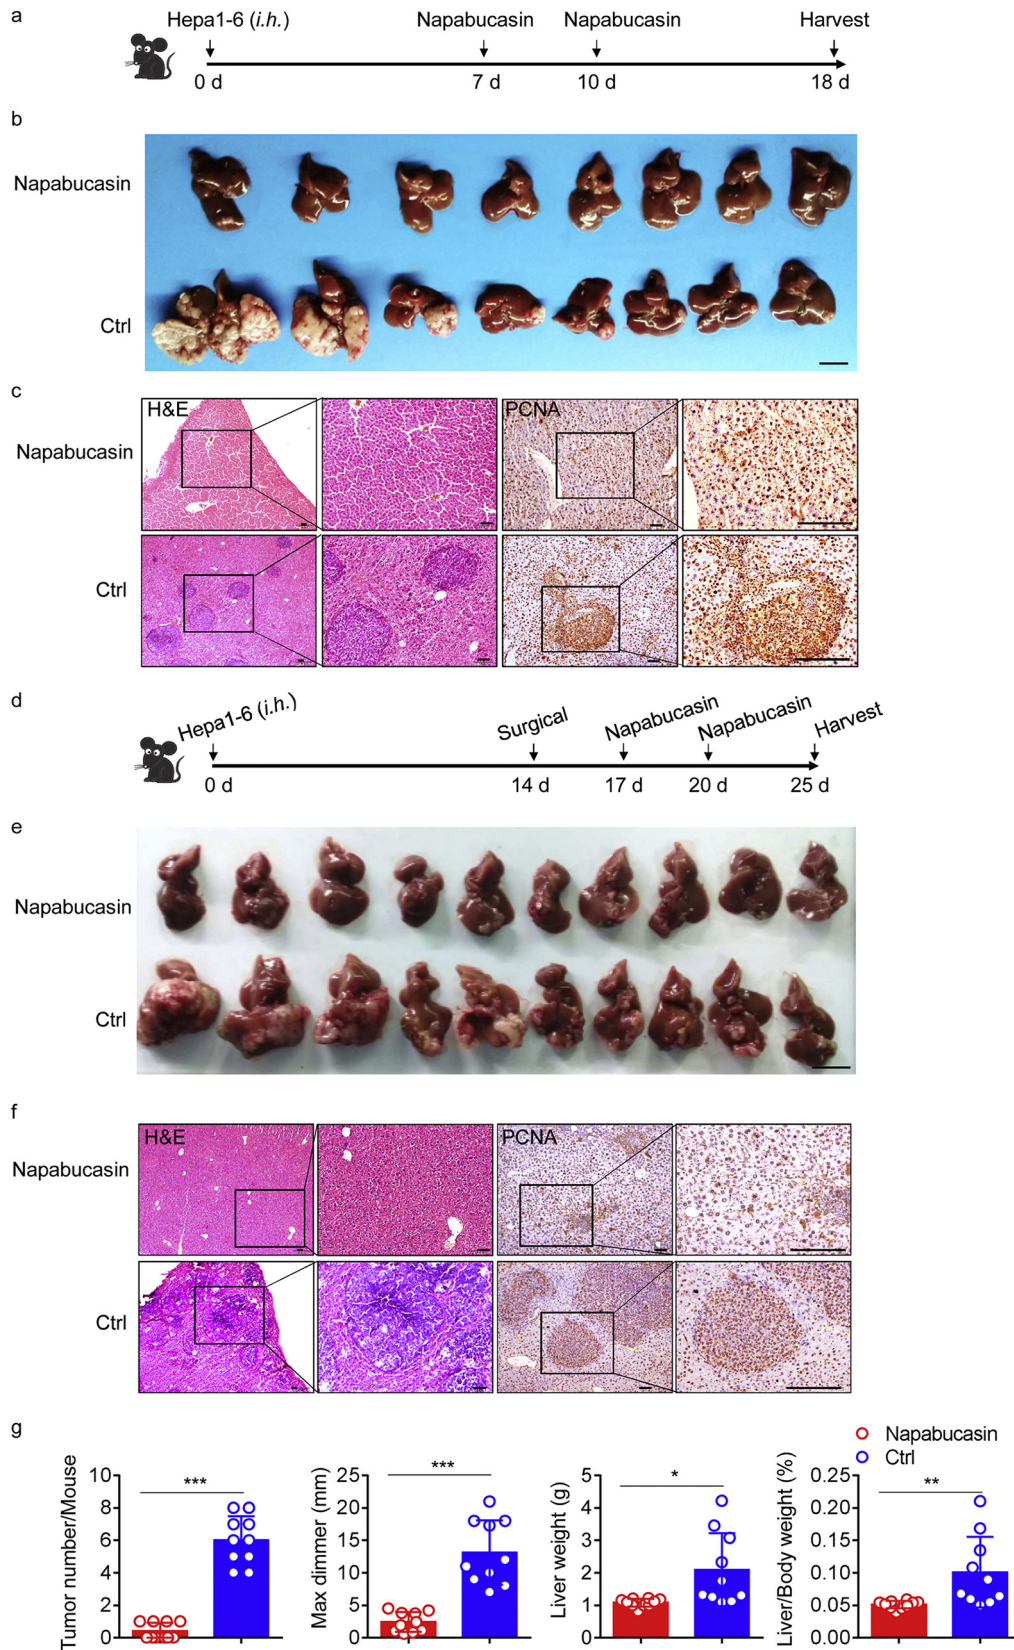 a
Hepa1-6 (i.h.) Napabucasin Napabucasin Harvest
0 d 7 d 10 d 18 d
b
Napabucasin
Ctrl
c
H&E PCNA
Napabucasin
Ctrl
d
Hepa1-6 (i.h.) Surgical Napabucasin Napabucasin Harvest
0 d 14 d 17 d 20 d 25 d
e
Napabucasin
Ctrl
f
H&E PCNA
Napabucasin
Ctrl
g
Napabucasin
Ctrl
Tumor number/Mouse
10
8
6
4
2
0
***
Max dimmer (mm)
25
20
15
10
5
0
***
Liver weight (g)
5
4
3
2
1
0
*
Liver/Body weight (%)
0.25
0.20
0.15
0.10
0.05
0.00
**